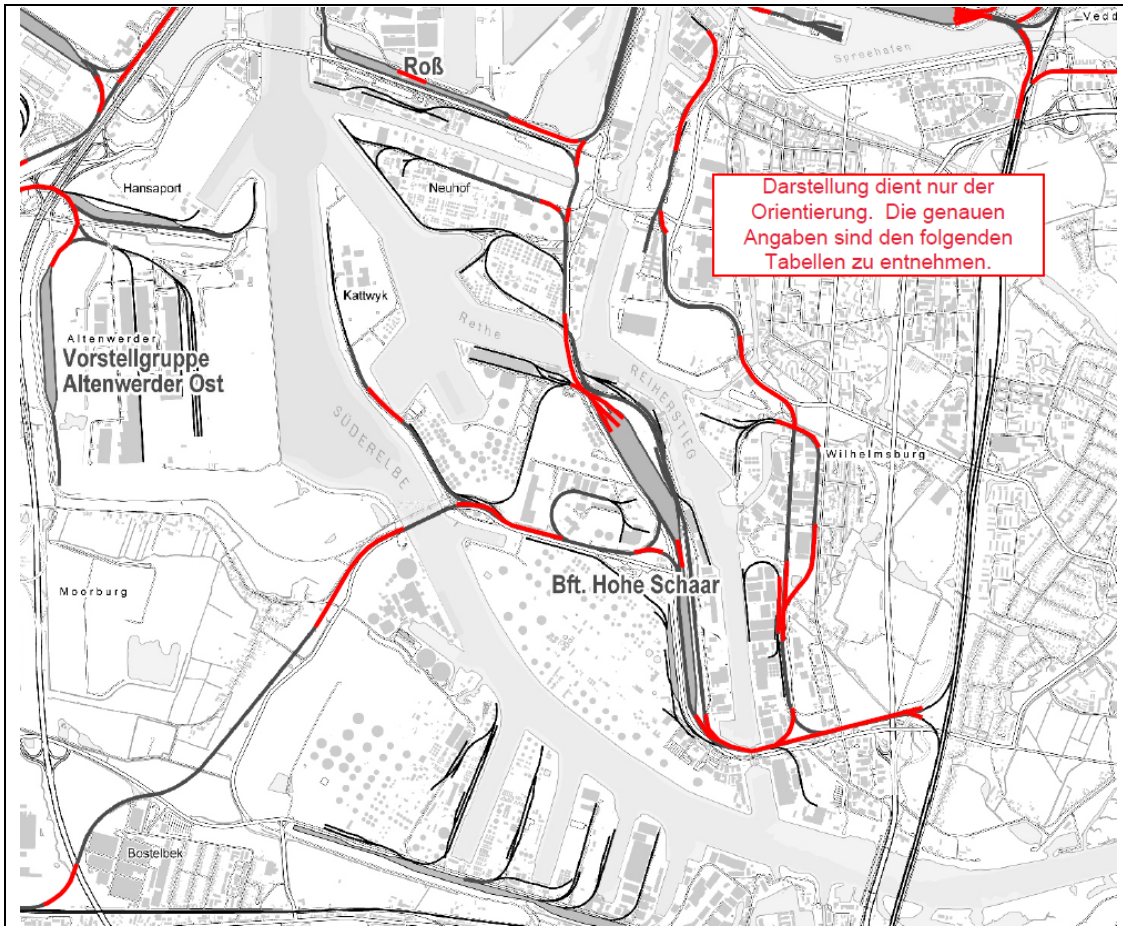 Vedd
Spreehafen
Roß
Hansaport
Neuhof
Darstellung dient nur der
Orientierung. Die genauen
Angaben sind den folgenden
Tabellen zu entnehmen.
Kattwyk
Rethe
Altenwerder
Vorstellgruppe
Altenwerder Ost
REIHERSTIEG
SÜDERELBE
Wilhelmsburg
Bft. Hohe Schaar
Moorburg
Bostelbek